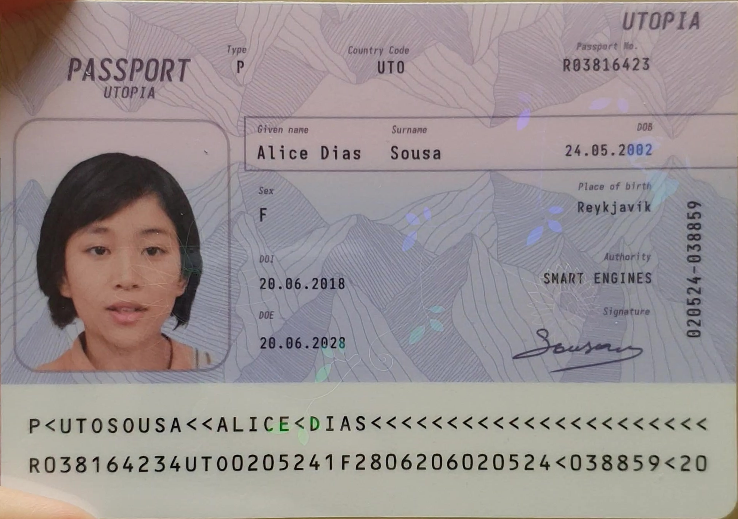 UTOPIA
Type Country Code Passport No.
PASSPORT P UTO R03816423
UTOPIA
Given name Surname DOB
Alice Dias Sousa 24.05.2002
Sex Place of birth
F Reykjavik
DOI Authority
20.06.2018 SMART ENGINES
DOE Signature
20.06.2028 Sousa
020524-038859
P<UTOSOUSA<<ALICE<DIAS<<<<<<<<<<<<<<<<<<<<<<
R038164234UTO0205241F2806206020524<038859<20